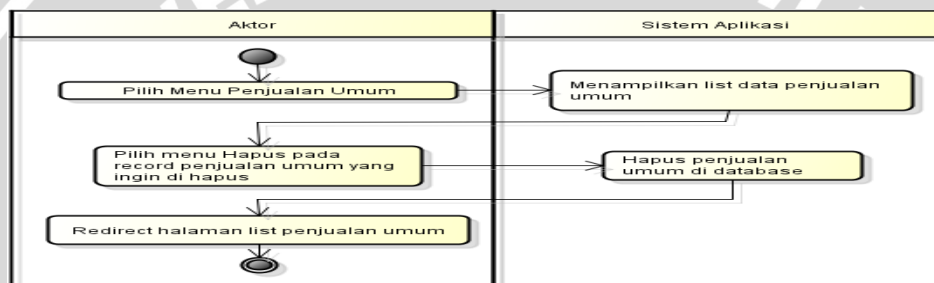 Aktor
Sistem Aplikasi
Pilih Menu Penjualan Umum
Menampilkan list data penjualan
umum
Pilih menu Hapus pada
record penjualan umum yang
ingin di hapus
Hapus penjualan
umum di database
Redirect halaman list penjualan umum